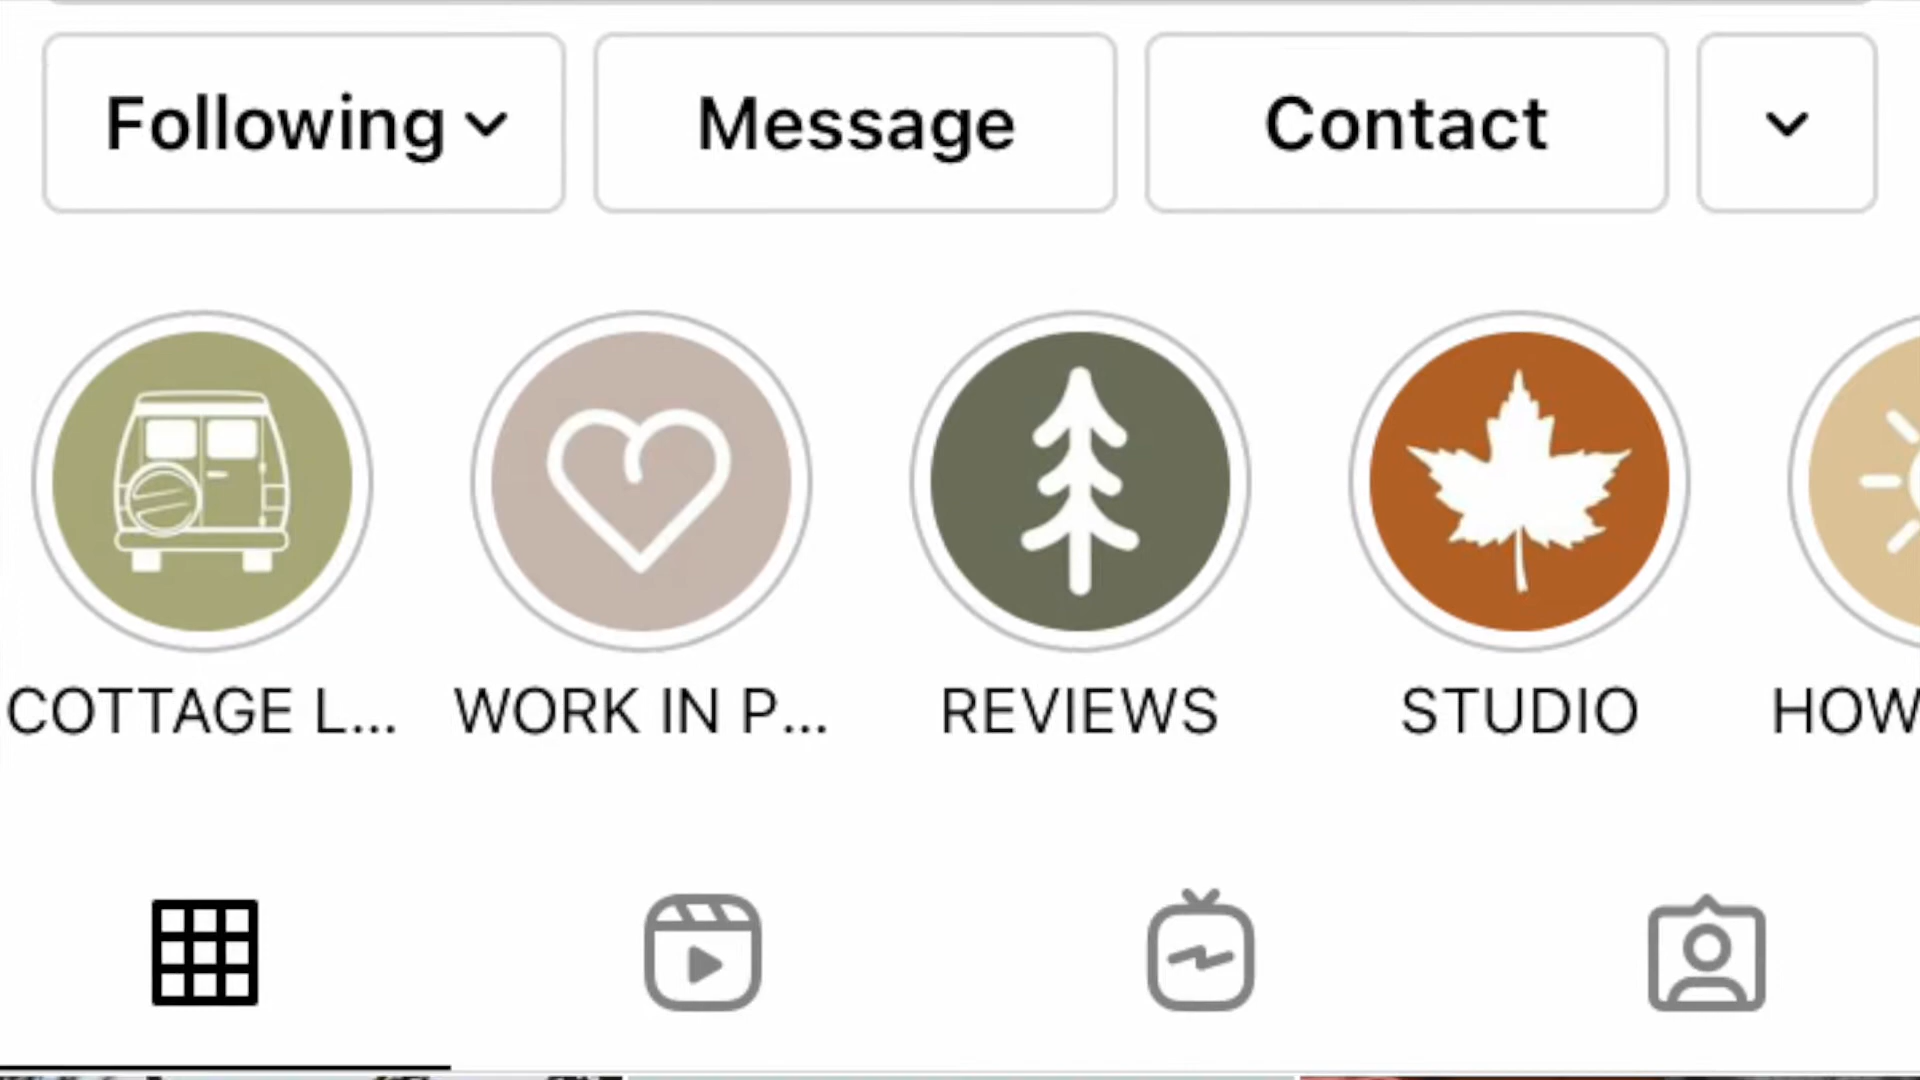 Following
Message
Contact
COTTAGE L...
WORK IN P...
REVIEWS
STUDIO
HOW